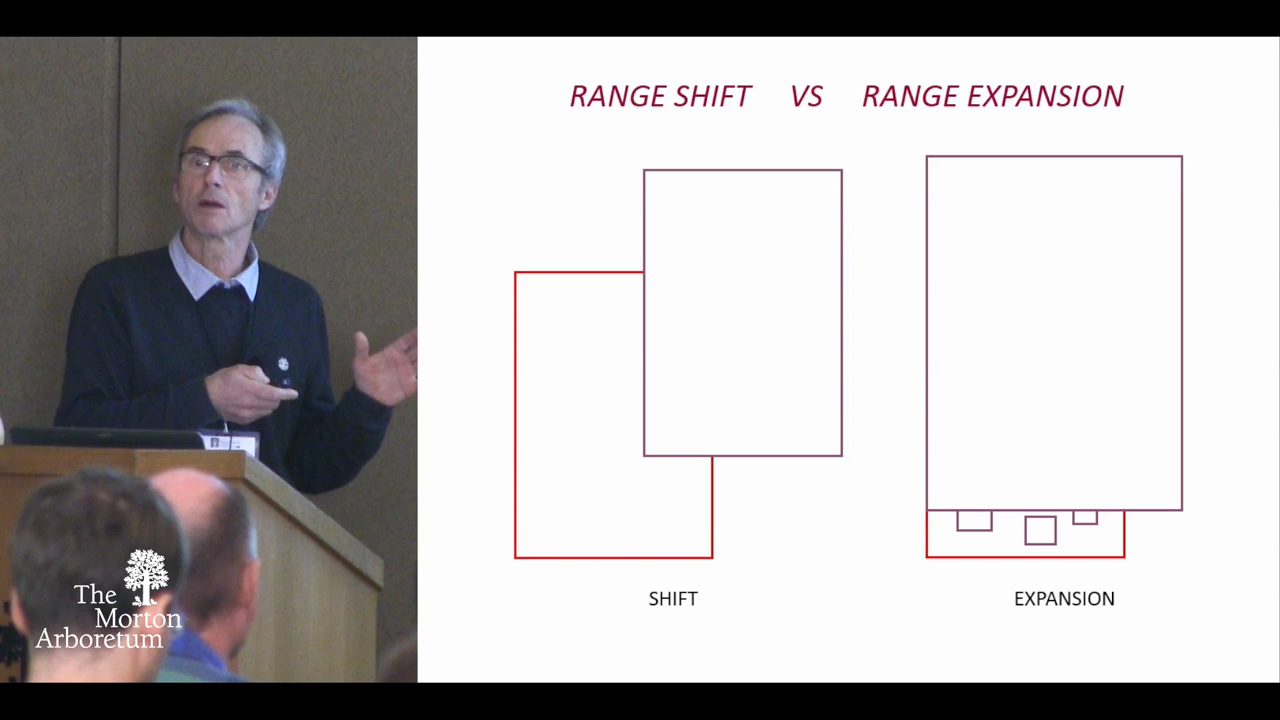 RANGE SHIFT VS RANGE EXPANSION
SHIFT
EXPANSION
The
Morton
Arboretum